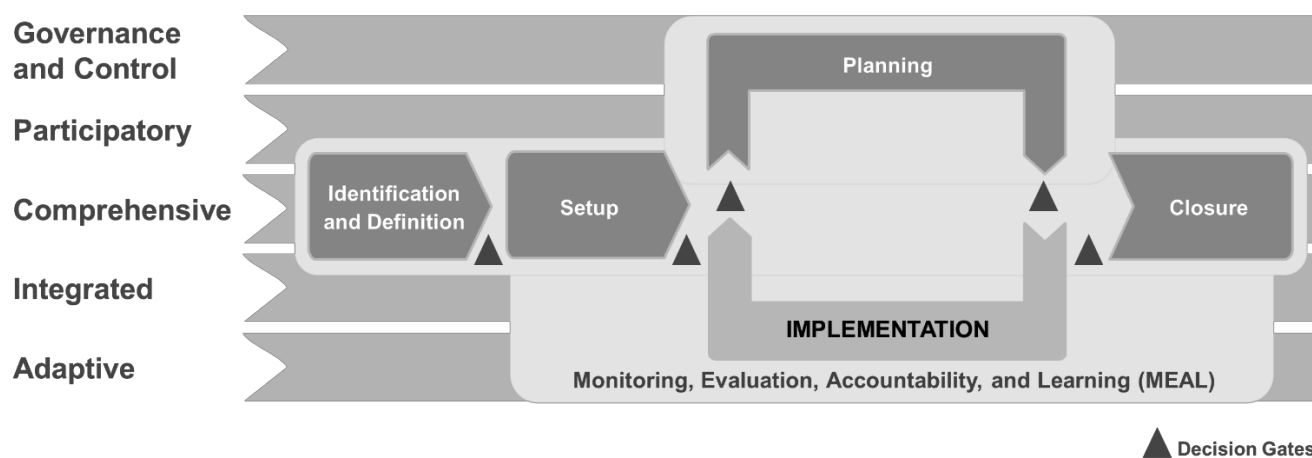 Governance
and Control
Planning
Participatory
Identification
and Definition
Setup
Comprehensive
Closure
Integrated
IMPLEMENTATION
Adaptive
Monitoring, Evaluation, Accountability, and Learning (MEAL)
Decision Gates